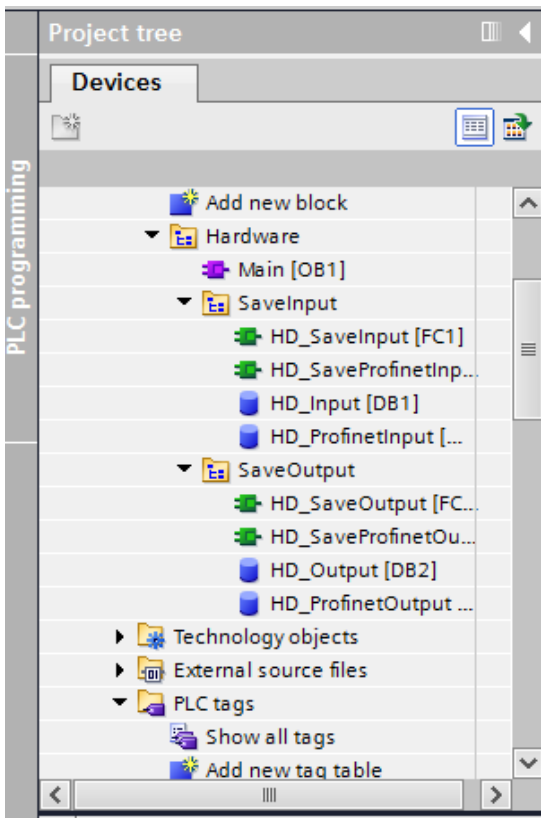 Project tree
Devices
PLC programming
Add new block
Hardware
Main [OB1]
SaveInput
HD_SaveInput [FC1]
HD_SaveProfinetInp...
HD_Input [DB1]
HD_ProfinetInput [...
SaveOutput
HD_SaveOutput [FC...
HD_SaveProfinetOu...
HD_Output [DB2]
HD_ProfinetOutput ...
Technology objects
External source files
PLC tags
Show all tags
Add new tag table